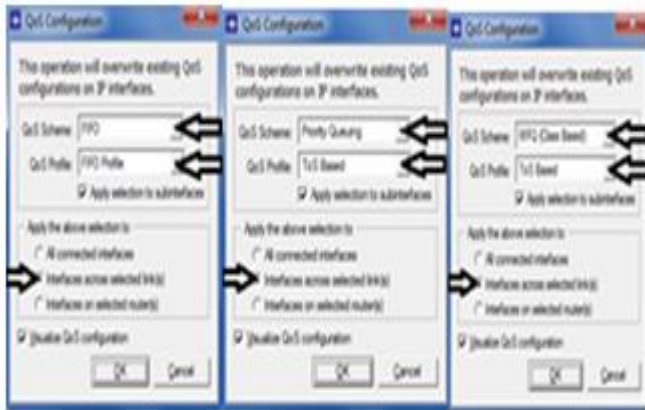 QoS Configuration
This operation will overwrite existing QoS
configurations on IP interfaces.
QoS Scheme: FIFO
QoS Profile: FIFO Profile
Apply selection to subinterfaces
Apply the above selection to
All connected interfaces
Interfaces across selected link(s)
Interfaces on selected router(s)
Visualize QoS configuration
OK Cancel
QoS Configuration
This operation will overwrite existing QoS
configurations on IP interfaces.
QoS Scheme: Priority Queuing
QoS Profile: ToS Based
Apply selection to subinterfaces
Apply the above selection to
All connected interfaces
Interfaces across selected link(s)
Interfaces on selected router(s)
Visualize QoS configuration
OK Cancel
QoS Configuration
This operation will overwrite existing QoS
configurations on IP interfaces.
QoS Scheme: WFQ (Class Based)
QoS Profile: ToS Based
Apply selection to subinterfaces
Apply the above selection to
All connected interfaces
Interfaces across selected link(s)
Interfaces on selected router(s)
Visualize QoS configuration
OK Cancel